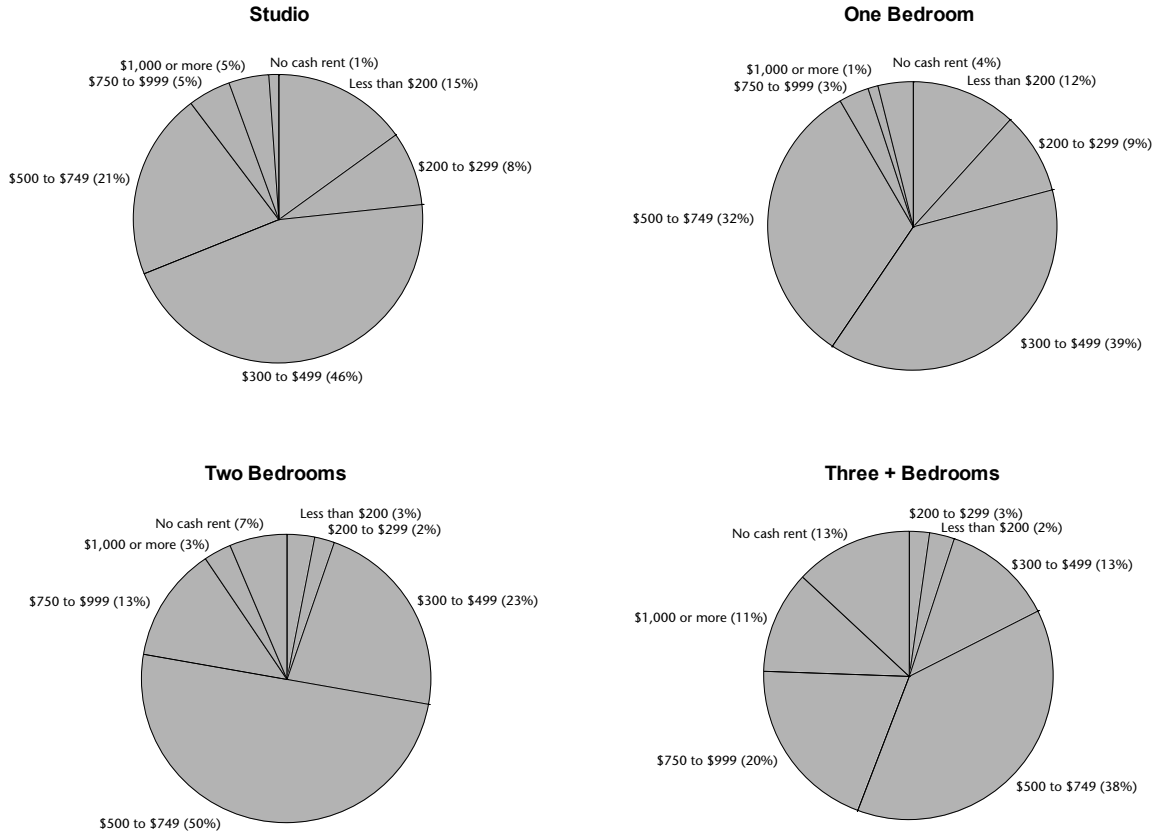 Studio
No cash rent (1%)
$1,000 or more (5%)
$750 to $999 (5%)
Less than $200 (15%)
$200 to $299 (8%)
$500 to $749 (21%)
$300 to $499 (46%)
One Bedroom
No cash rent (4%)
$1,000 or more (1%)
$750 to $999 (3%)
Less than $200 (12%)
$200 to $299 (9%)
$500 to $749 (32%)
$300 to $499 (39%)
Two Bedrooms
Less than $200 (3%)
No cash rent (7%)
$200 to $299 (2%)
$1,000 or more (3%)
$750 to $999 (13%)
$300 to $499 (23%)
$500 to $749 (50%)
Three + Bedrooms
$200 to $299 (3%)
Less than $200 (2%)
No cash rent (13%)
$300 to $499 (13%)
$1,000 or more (11%)
$750 to $999 (20%)
$500 to $749 (38%)